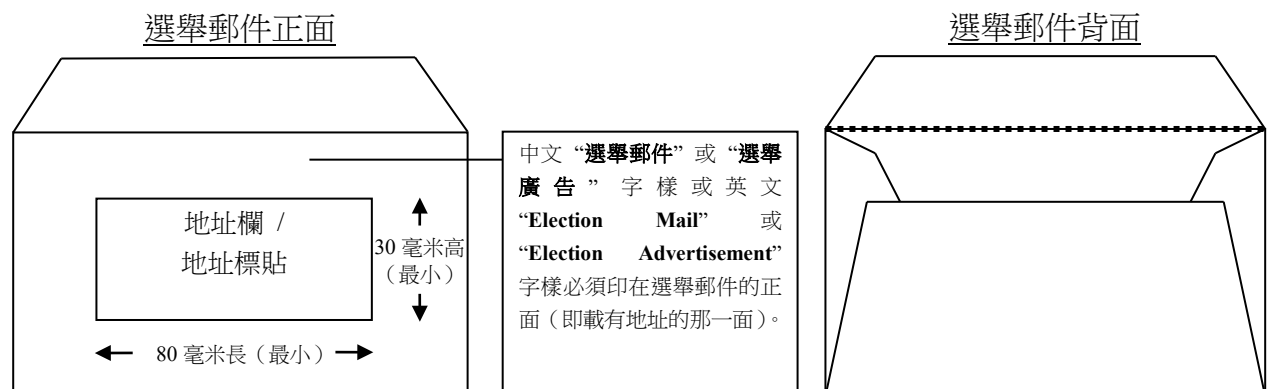 選舉郵件正面
選舉郵件背面
地址欄 /
地址標貼
30 毫米高
（最小）
80 毫米長（最小）
中文 “選舉郵件” 或 “選舉
廣告” 字樣或英文
“Election Mail” 或
“Election Advertisement”
字樣必須印在選舉郵件的正
面（即載有地址的那一面）。